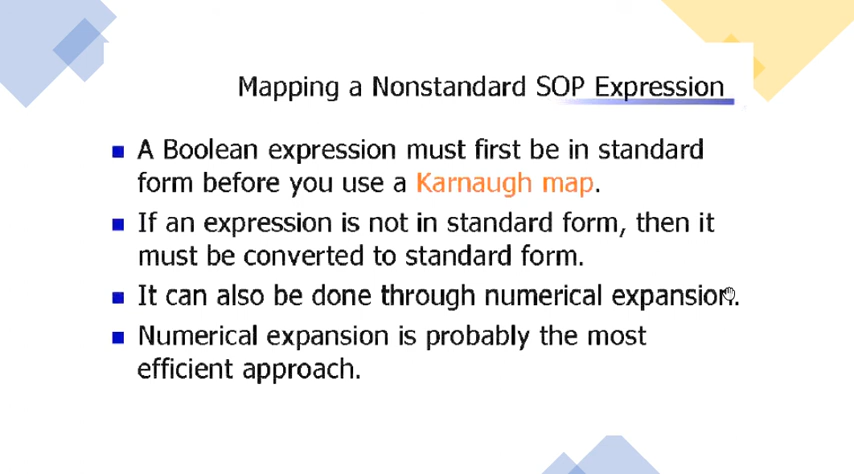 Mapping a Nonstandard SOP Expression
A Boolean expression must first be in standard
form before you use a Karnaugh map.
If an expression is not in standard form, then it
must be converted to standard form.
It can also be done through numerical expansion.
Numerical expansion is probably the most
efficient approach.